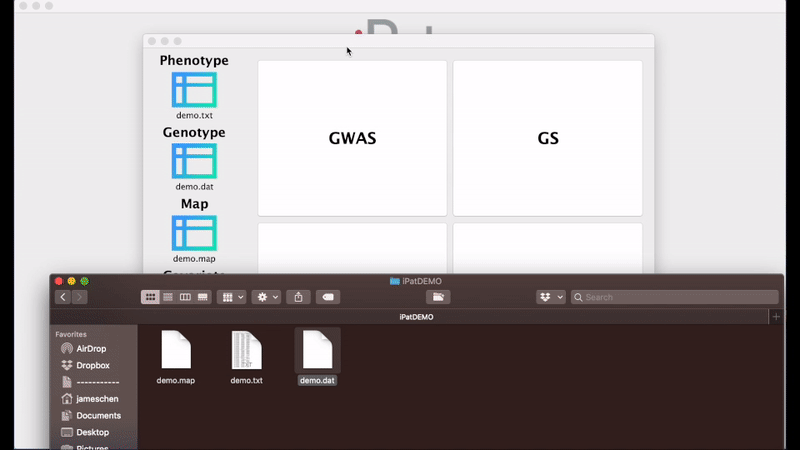 Phenotype
demo.txt
Genotype
demo.dat
Map
demo.map
GWAS
GS
iPatDEMO
Search
iPatDEMO
Favorites
AirDrop
Dropbox
-----------
jameschen
Documents
Desktop
Pictures
demo.map
demo.txt
demo.dat